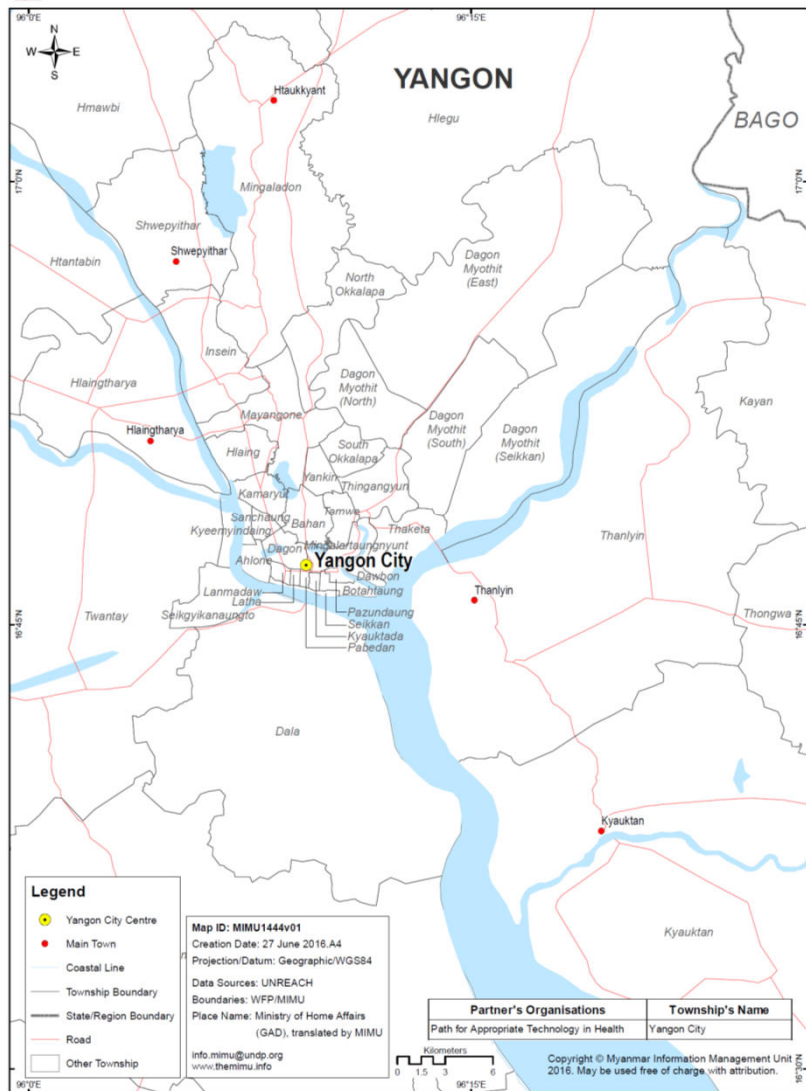 96°0'E
96°15'E
N
W E
S
YANGON
Htaukkyant
Hmawbi
Hlegu
BAGO
17°0'N
17°0'N
Mingaladon
Shwepyithar
Shwepyithar
Htantabin
North
Okkalapa
Dagon
Myothit
(East)
Insein
Dagon
Myothit
(North)
Hlaingtharya
Kayan
Mayangone
Dagon
Myothit
(South)
Dagon
Myothit
(Seikkan)
Hlaingtharya
Hlaing
South
Okkalapa
Yankin
Thingangyun
Kamaryut
Sanchaung
Tamwe
Bahan
Kyeemyindaing
Thaketa
Thanlyin
Dagon
Mingalartaungnyunt
Ahlone
Yangon City
Dawbon
Lanmadaw
Botahtaung
Thanlyin
Latha
Pazundaung
Twantay
Seikgyikanaungto
Seikkan
Thongwa
Kyauktada
Pabedan
16°45'N
16°45'N
Dala
Kyauktan
Kyauktan
Legend
Yangon City Centre
Main Town
Coastal Line
Township Boundary
State/Region Boundary
Road
Other Township
Map ID: MIMU1444v01
Creation Date: 27 June 2016.A4
Projection/Datum: Geographic/WGS84
Data Sources: UNREACH
Boundaries: WFP/MIMU
Place Name: Ministry of Home Affairs
(GAD), translated by MIMU
info.mimu@undp.org
www.themimu.info
Partner's Organisations Township's Name
Path for Appropriate Technology in Health Yangon City
Kilometers
0 1.5 3 6
Copyright © Myanmar Information Management Unit
2016. May be used free of charge with attribution.
16°30'N
96°0'E
96°15'E